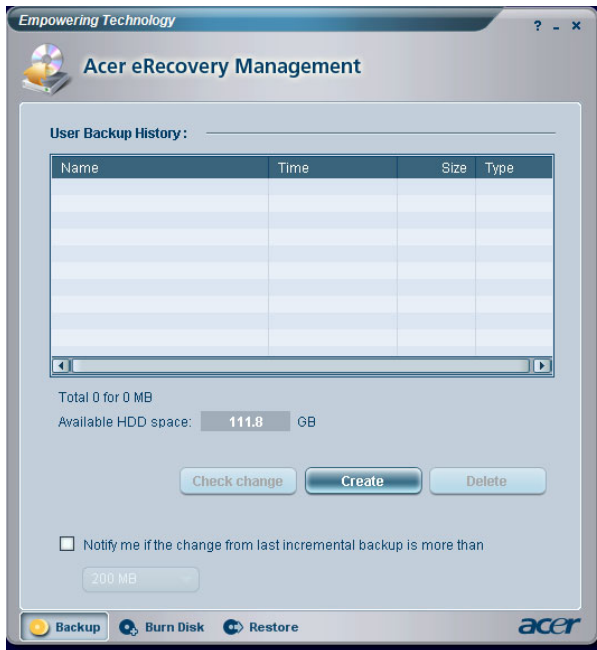 Empowering Technology
? - ×
Acer eRecovery Management
User Backup History :
Name Time Size Type
Total 0 for 0 MB
Available HDD space: 111.8 GB
Check change Create Delete
Notify me if the change from last incremental backup is more than
200 MB
Backup Burn Disk Restore acer